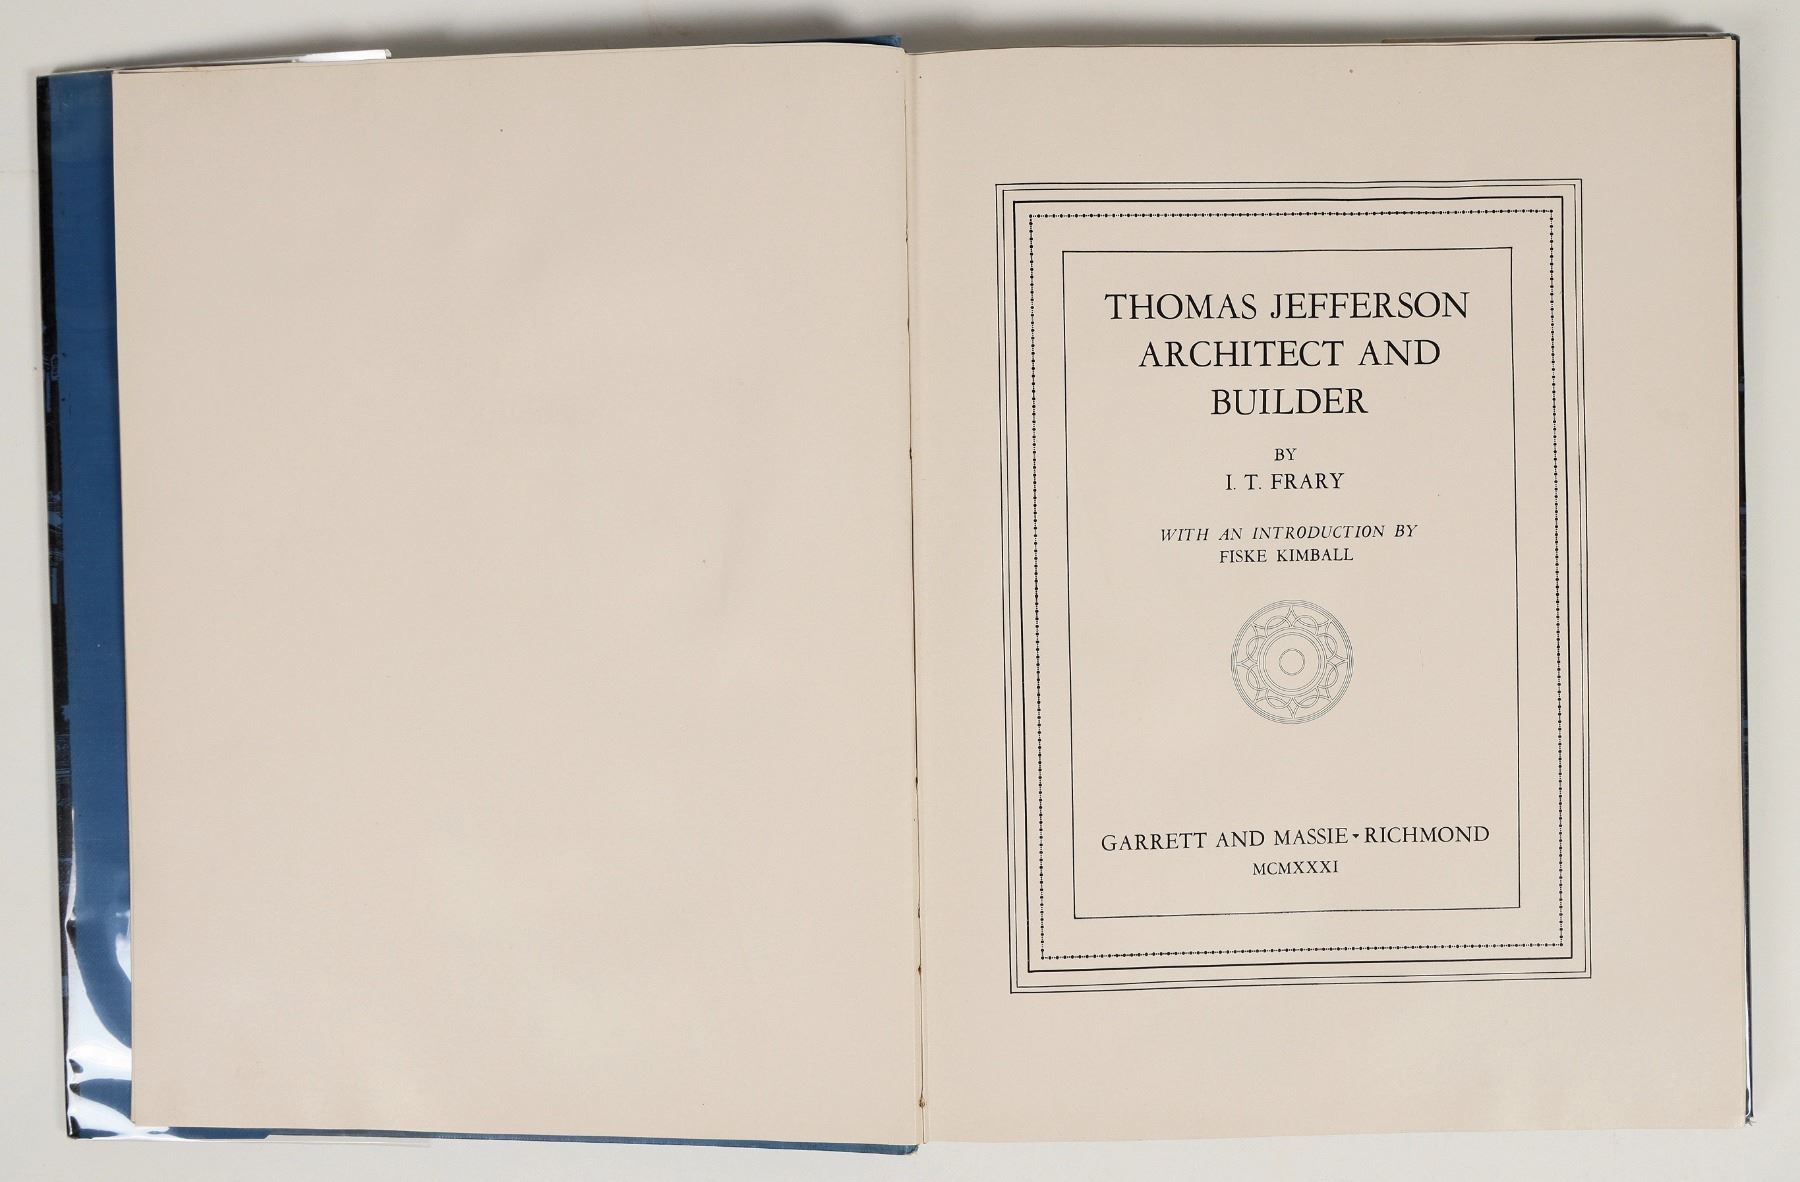 THOMAS JEFFERSON
ARCHITECT AND
BUILDER
BY
I. T. FRARY
WITH AN INTRODUCTION BY
FISKE KIMBALL
GARRETT AND MASSIE ▾ RICHMOND
MCMXXXI